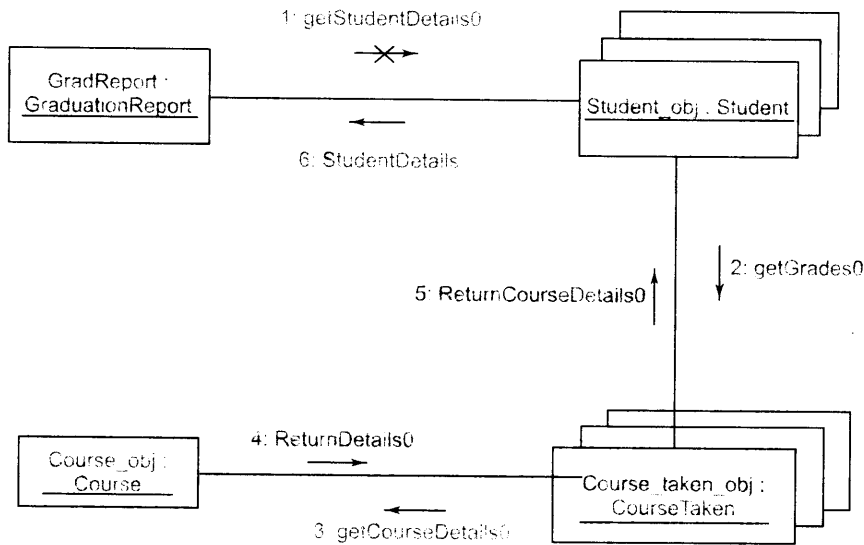 1: getStudentDetails0
GradReport :
GraduationReport
Student_obj : Student
6: StudentDetails
2: getGrades0
5: ReturnCourseDetails0
4: ReturnDetails0
Course_obj :
Course
Course_taken_obj :
CourseTaken
3 getCourseDetails0